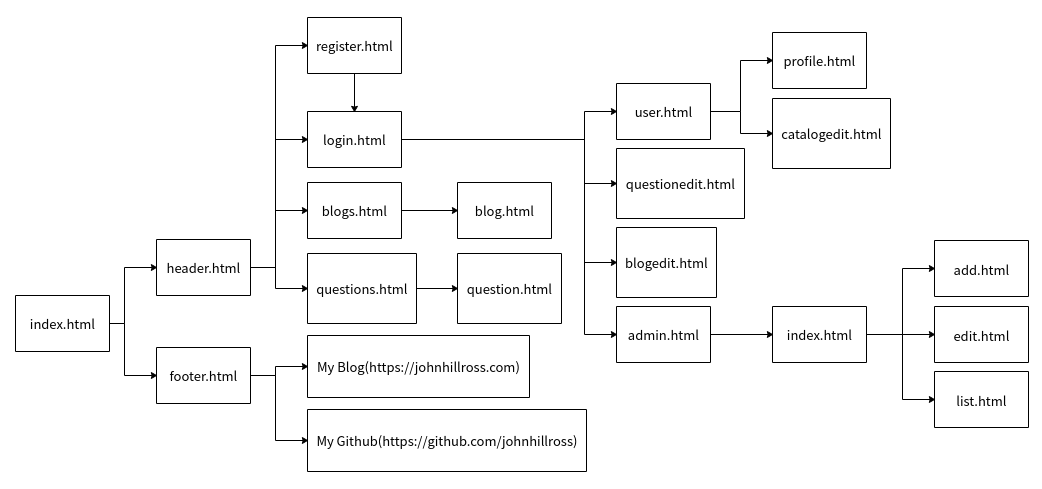 register.html
profile.html
user.html
login.html
catalogedit.html
questionedit.html
blogs.html
blog.html
header.html
blogedit.html
add.html
questions.html
question.html
index.html
admin.html
index.html
edit.html
footer.html
My Blog(https://johnhillross.com)
list.html
My Github(https://github.com/johnhillross)